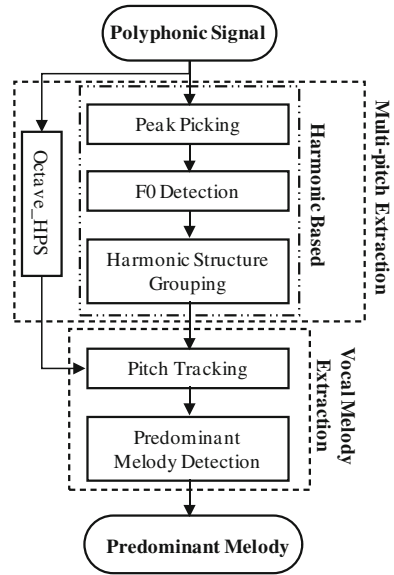 Polyphonic Signal
Peak Picking
F0 Detection
Harmonic Structure
Grouping
Harmonic Based
Octave_HPS
Multi-pitch Extraction
Pitch Tracking
Predominant
Melody Detection
Vocal Melody
Extraction
Predominant Melody